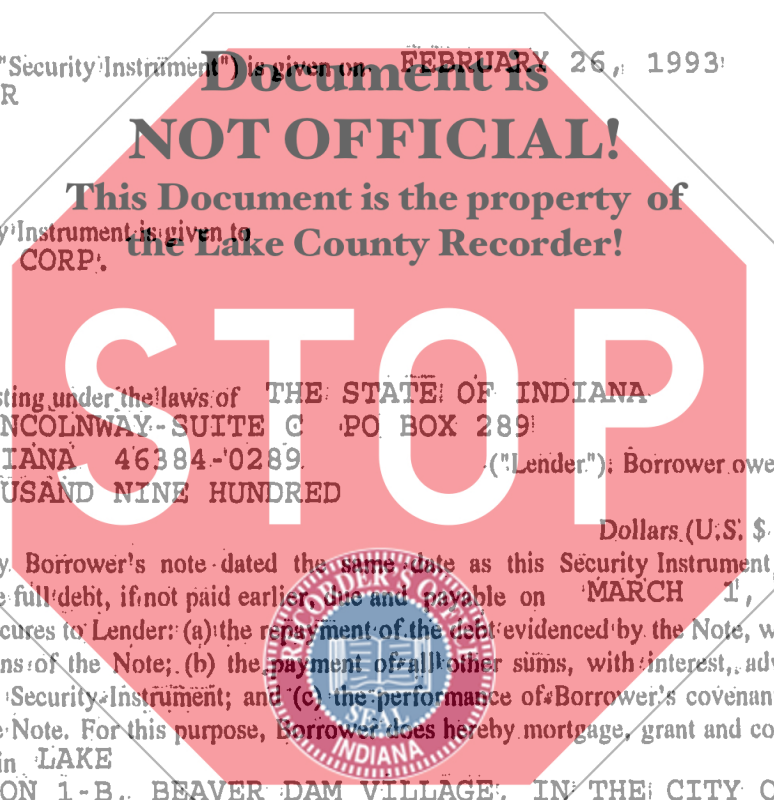 "Security Instrument") is given on FEBRUARY 26, 1993
Document is
R
NOT OFFICIAL!
This Document is the property of
y Instrument is given to
the Lake County Recorder!
CORP.
STOP
sting under the laws of THE STATE OF INDIANA
NCOLNWAY-SUITE C PO BOX 289
IANA 46384-0289 ("Lender"). Borrower owe
USAND NINE HUNDRED
Dollars (U.S. $
y Borrower's note dated the same date as this Security Instrument
e full debt, if not paid earlier, due and payable on MARCH 1,
cures to Lender: (a) the repayment of the debt evidenced by the Note, w
ns of the Note; (b) the payment of all other sums, with interest, adv
Security Instrument; and (c) the performance of Borrower's covenan
e Note. For this purpose, Borrower does hereby mortgage, grant and co
in LAKE
ON 1-B, BEAVER DAM VILLAGE, IN THE CITY O
RECORDER'S OFFICE
SEAL
INDIANA